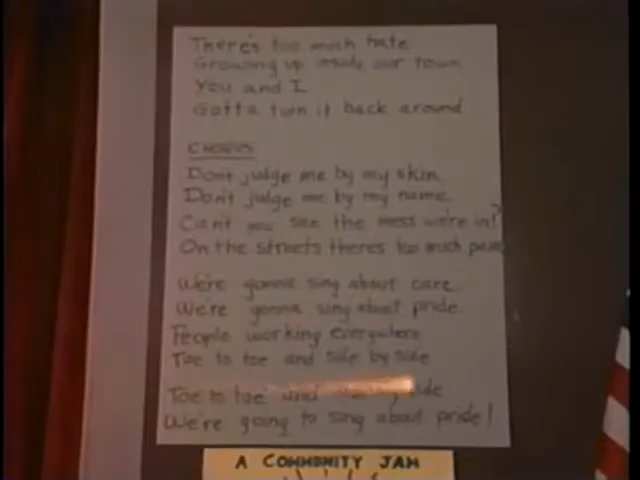 There's too much hate
Growing up inside our town
You and I
Gotta turn it back around
CHORUS
Don't judge me by my skin.
Don't judge me by my name.
Can't you see the mess we're in?
On the streets theres too much pain
We're gonna sing about care.
We're gonna sing about pride.
People working everywhere
Toe to toe and side by side
Toe to toe and side
We're going to sing about pride!
A COMMUNITY JAM